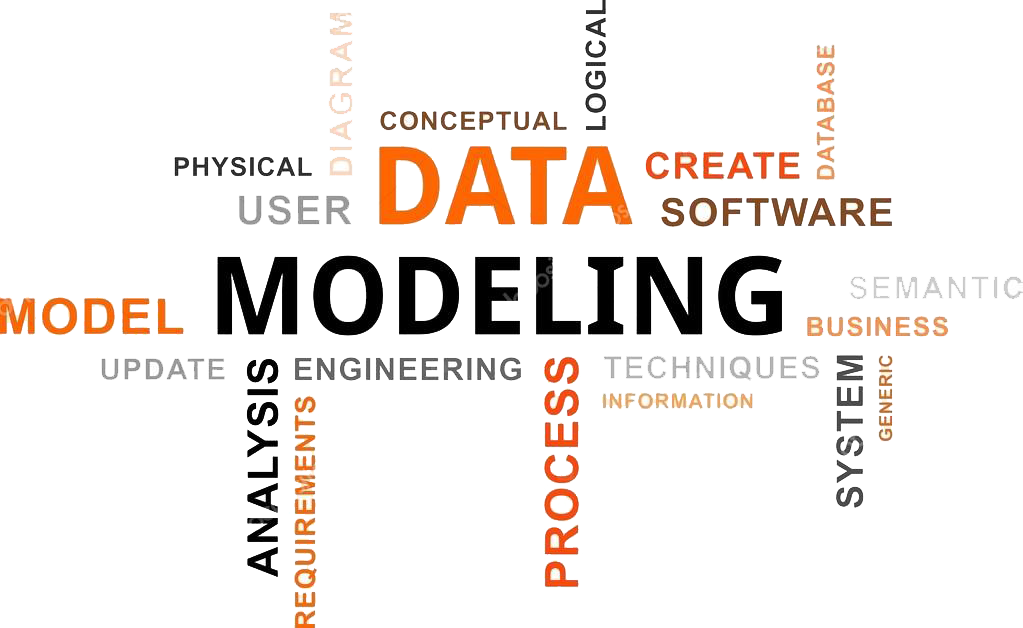 DIAGRAM
LOGICAL
DATABASE
CONCEPTUAL
PHYSICAL
DATA
CREATE
USER
SOFTWARE
MODELING
SEMANTIC
MODEL
BUSINESS
UPDATE
ANALYSIS
ENGINEERING
PROCESS
TECHNIQUES
SYSTEM
GENERIC
REQUIREMENTS
INFORMATION